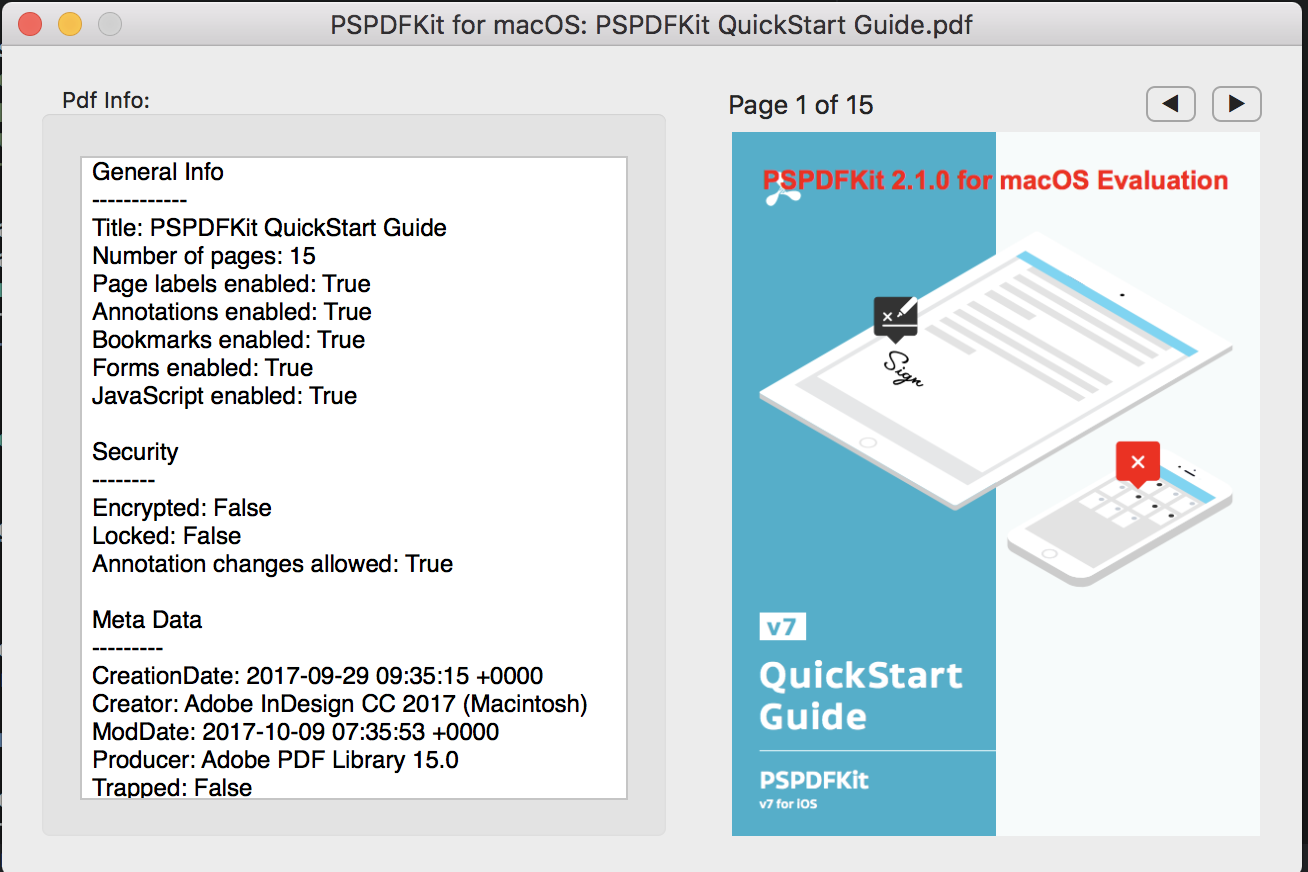 PSPDFKit for macOS: PSPDFKit QuickStart Guide.pdf
Pdf Info:
General Info
------------
Title: PSPDFKit QuickStart Guide
Number of pages: 15
Page labels enabled: True
Annotations enabled: True
Bookmarks enabled: True
Forms enabled: True
JavaScript enabled: True
Security
--------
Encrypted: False
Locked: False
Annotation changes allowed: True
Meta Data
---------
CreationDate: 2017-09-29 09:35:15 +0000
Creator: Adobe InDesign CC 2017 (Macintosh)
ModDate: 2017-10-09 07:35:53 +0000
Producer: Adobe PDF Library 15.0
Trapped: False
Page 1 of 15
PSPDFKit 2.1.0 for macOS Evaluation
Sign
v7
QuickStart
Guide
PSPDFKit
v7 for iOS